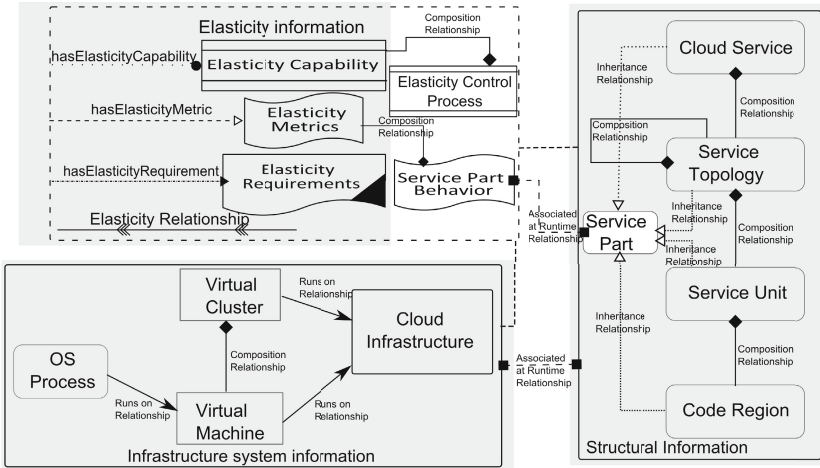 Elasticity information
Composition
Relationship
hasElasticityCapability
Elasticity Capability
Elasticity Control
Process
hasElasticityMetric
Elasticity
Metrics
Composition
Relationship
hasElasticityRequirement
Elasticity
Requirements
Service Part
Behavior
Elasticity Relationship
Associated
at Runtime
Relationship
Cloud Service
Inheritance
Relationship
Composition
Relationship
Composition
Relationship
Service
Topology
Inheritance
Relationship
Service
Part
Composition
Relationship
Inheritance
Relationship
Service Unit
Inheritance
Relationship
Composition
Relationship
Code Region
Structural Information
Virtual
Cluster
Runs on
Relationship
Cloud
Infrastructure
OS
Process
Composition
Relationship
Associated
at Runtime
Relationship
Runs on
Relationship
Virtual
Machine
Runs on
Relationship
Infrastructure system information